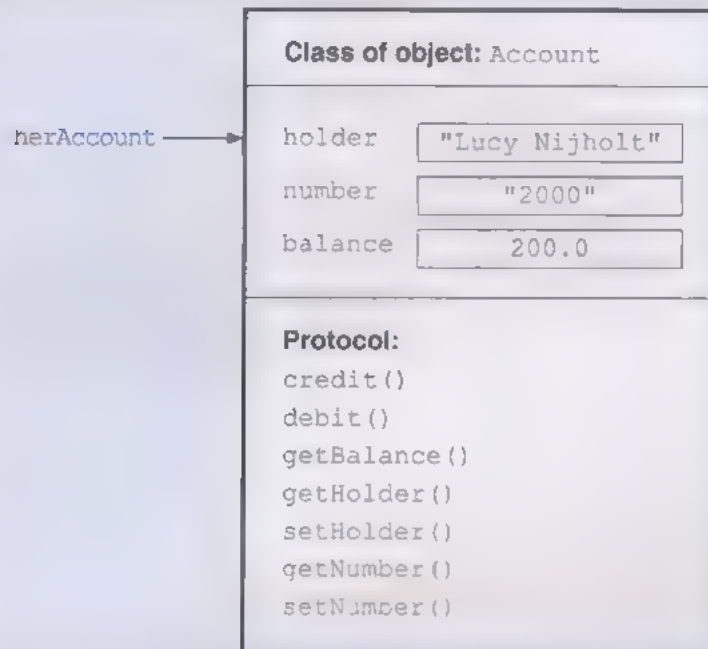 Class of object: Account
herAccount
holder "Lucy Nijholt"
number "2000"
balance 200.0
Protocol:
credit()
debit()
getBalance()
getHolder()
setHolder()
getNumber()
setNumber()